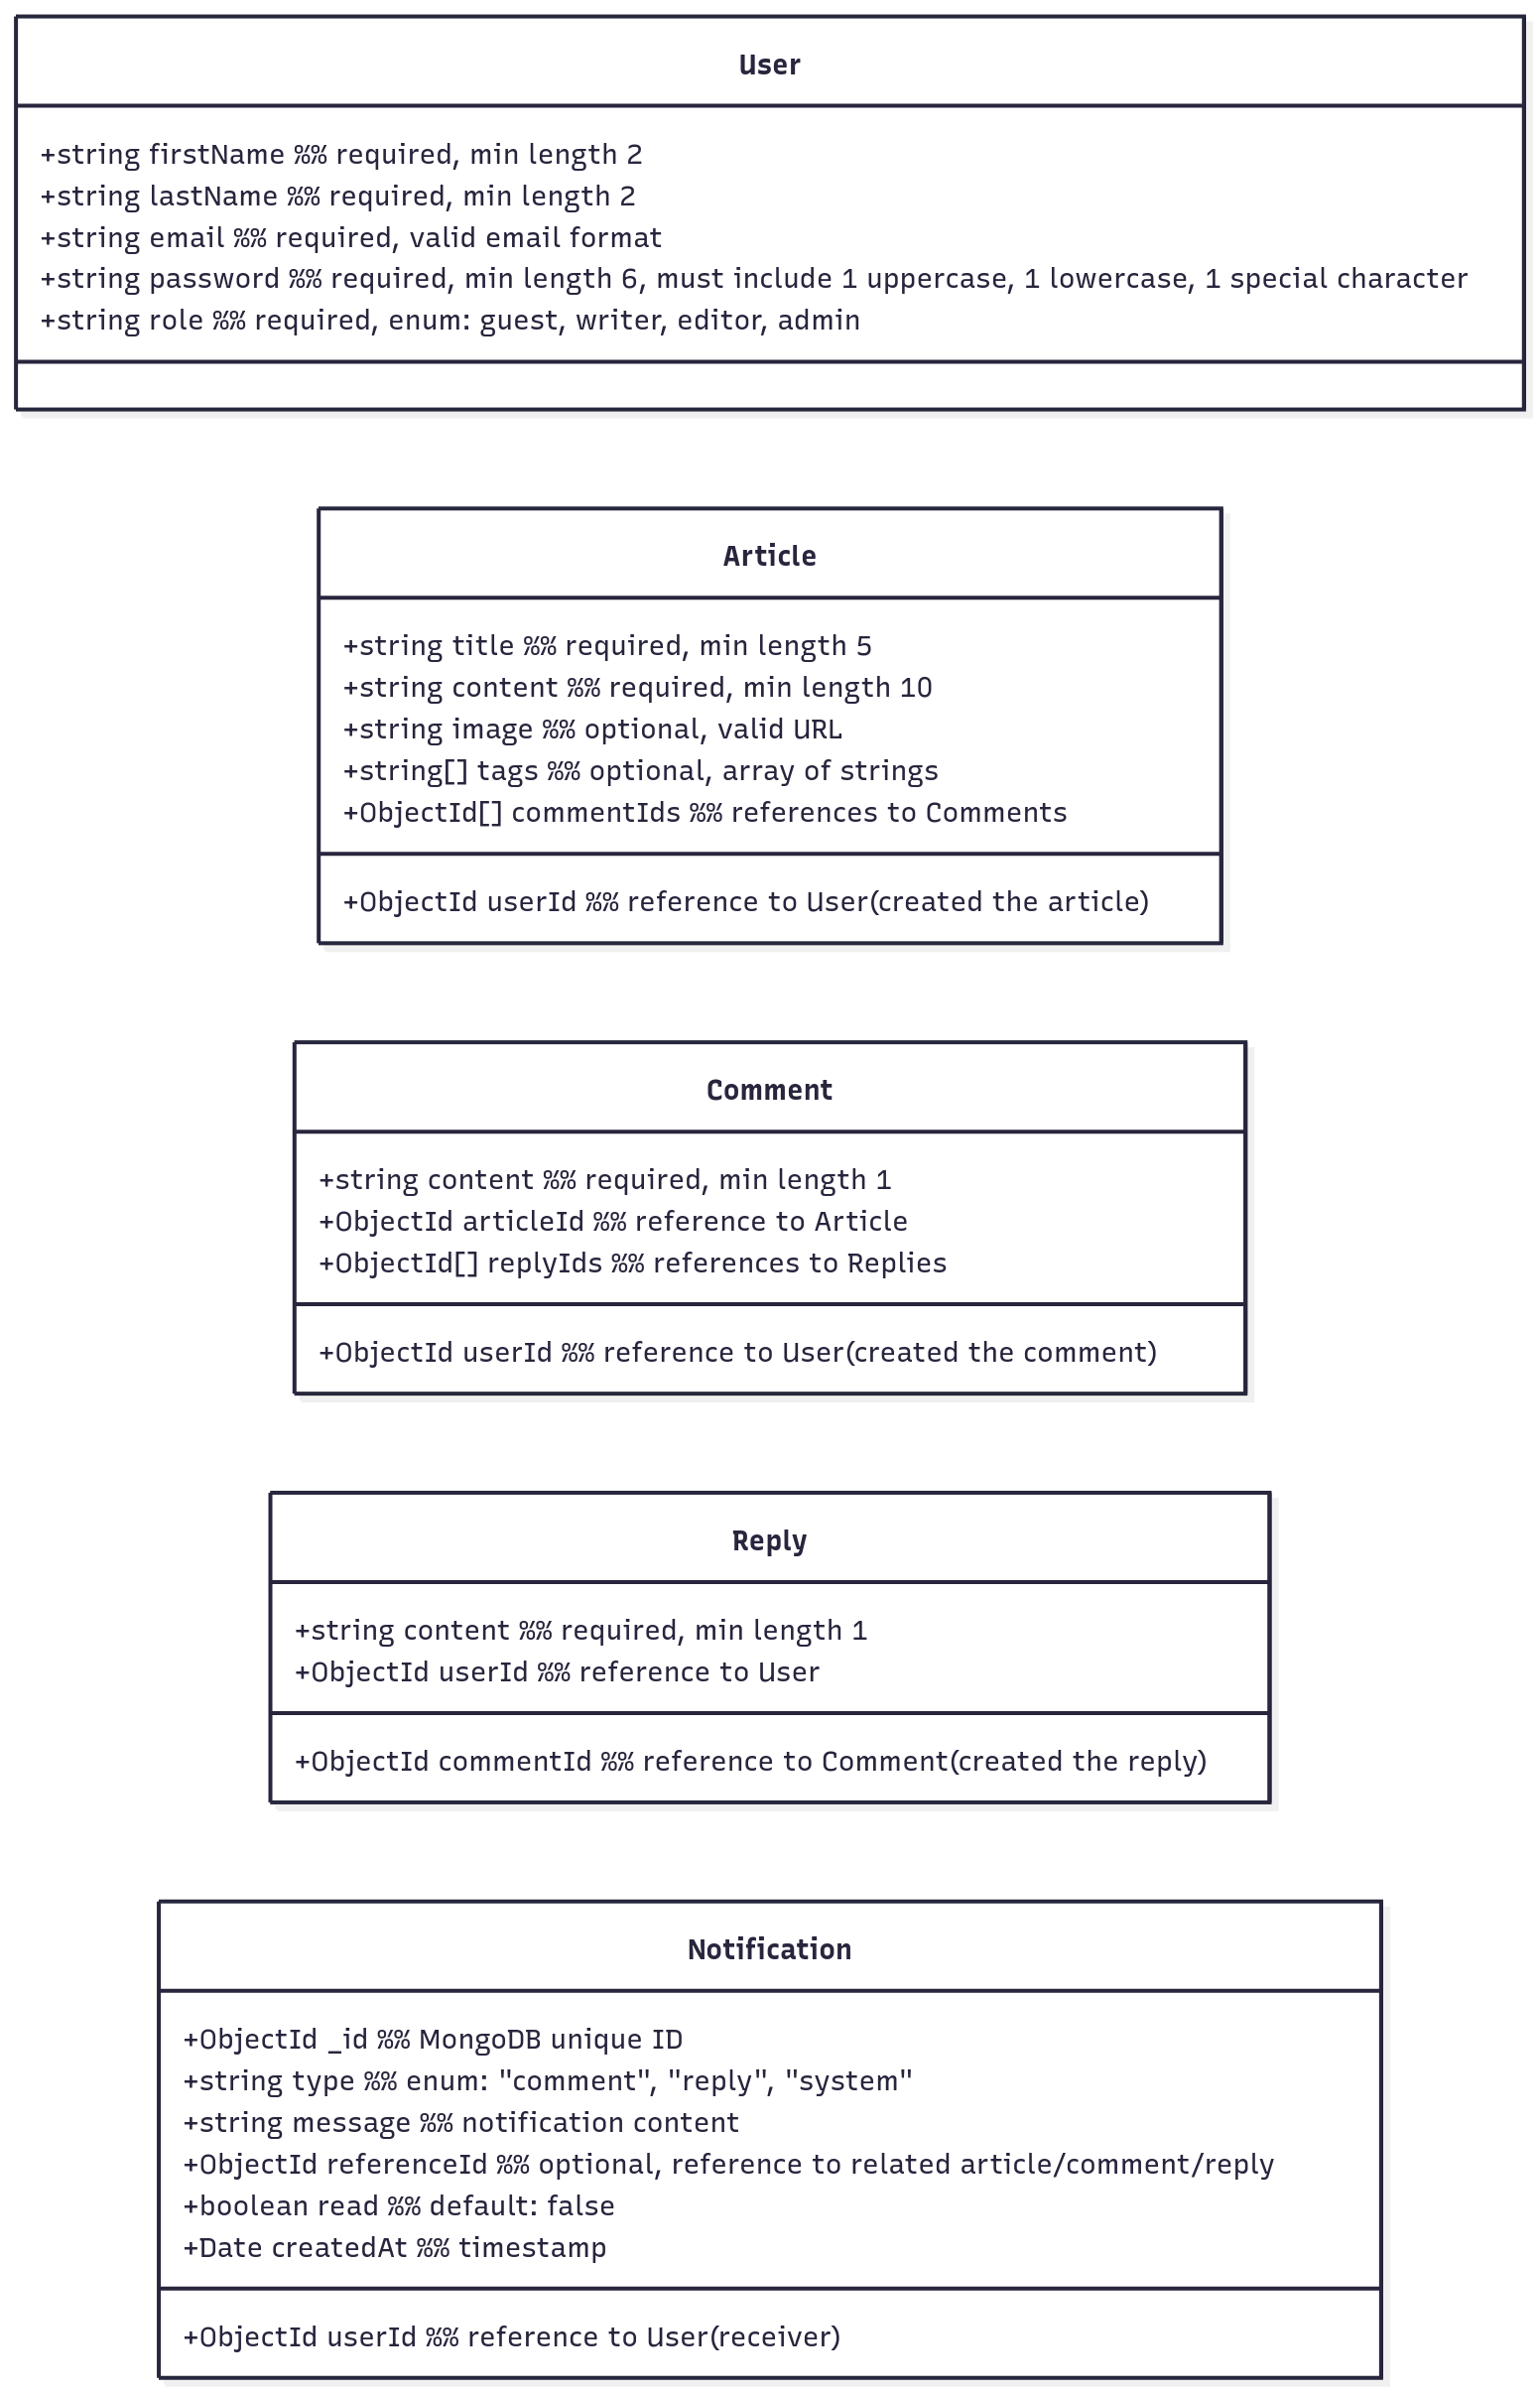 User
+string firstName %% required, min length 2
+string lastName %% required, min length 2
+string email %% required, valid email format
+string password %% required, min length 6, must include 1 uppercase, 1 lowercase, 1 special character
+string role %% required, enum: guest, writer, editor, admin
Article
+string title %% required, min length 5
+string content %% required, min length 10
+string image %% optional, valid URL
+string[] tags %% optional, array of strings
+ObjectId[] commentIds %% references to Comments
+ObjectId userId %% reference to User(created the article)
Comment
+string content %% required, min length 1
+ObjectId articleId %% reference to Article
+ObjectId[] replyIds %% references to Replies
+ObjectId userId %% reference to User(created the comment)
Reply
+string content %% required, min length 1
+ObjectId userId %% reference to User
+ObjectId commentId %% reference to Comment(created the reply)
Notification
+ObjectId _id %% MongoDB unique ID
+string type %% enum: "comment", "reply", "system"
+string message %% notification content
+ObjectId referenceId %% optional, reference to related article/comment/reply
+boolean read %% default: false
+Date createdAt %% timestamp
+ObjectId userId %% reference to User(receiver)